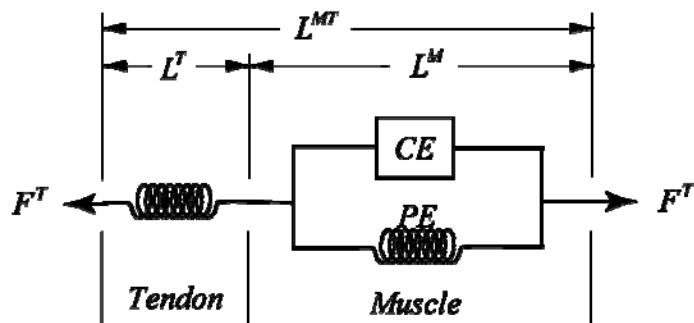 L^{MT}
L^T L^M
CE
F^T PE F^T
Tendon Muscle